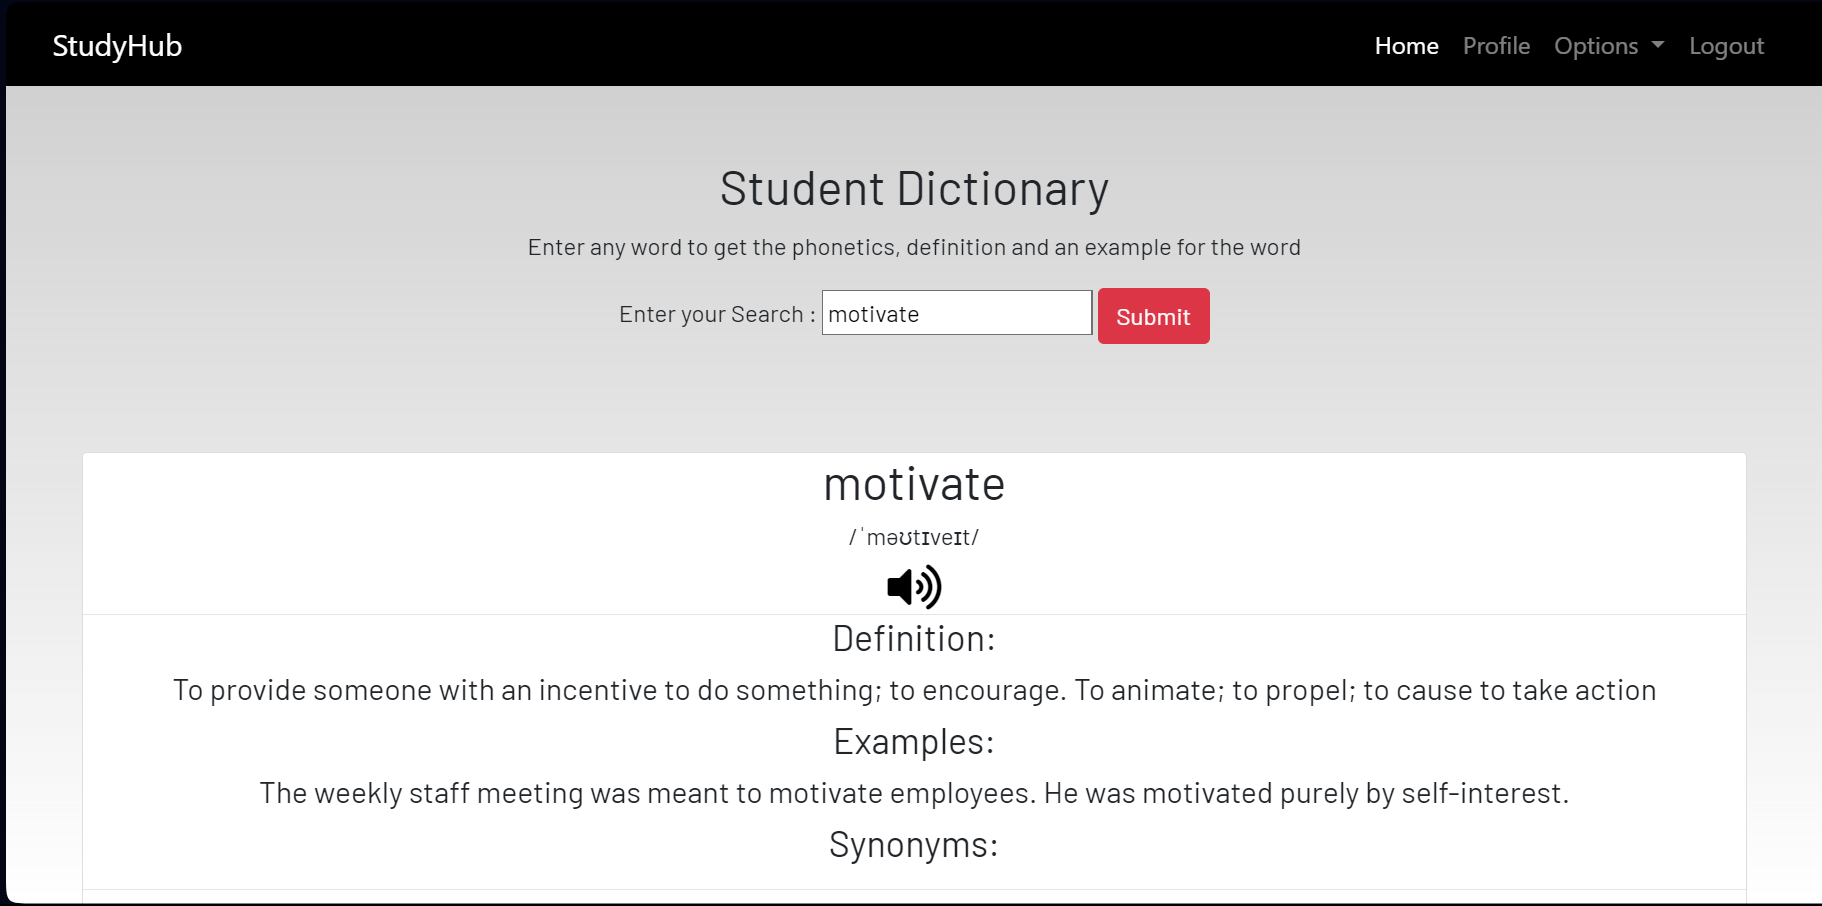 StudyHub
Home Profile Options Logout
Student Dictionary
Enter any word to get the phonetics, definition and an example for the word
Enter your Search : motivate Submit
motivate
/ˈməʊtɪveɪt/
Definition:
To provide someone with an incentive to do something; to encourage. To animate; to propel; to cause to take action
Examples:
The weekly staff meeting was meant to motivate employees. He was motivated purely by self-interest.
Synonyms: